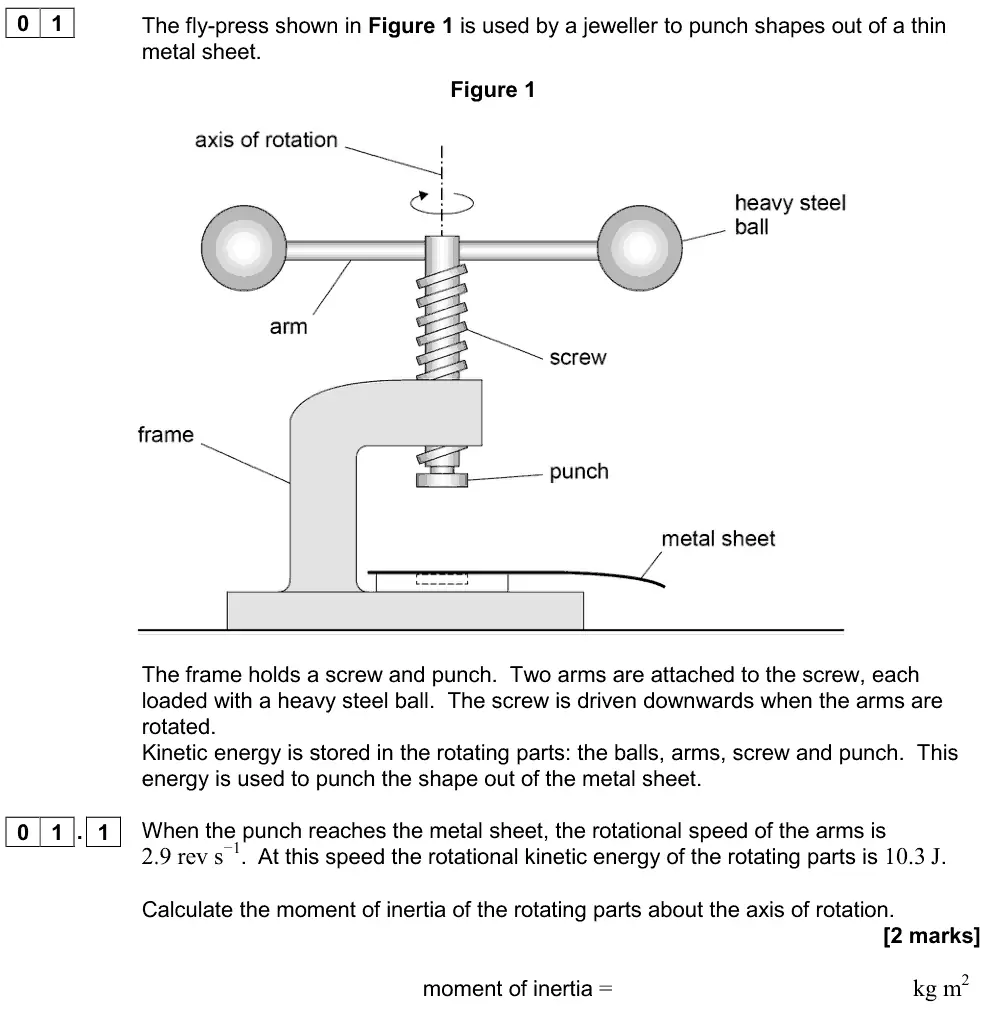 0 1
The fly-press shown in Figure 1 is used by a jeweller to punch shapes out of a thin
metal sheet.
Figure 1
axis of rotation
heavy steel
ball
arm
screw
frame
punch
metal sheet
The frame holds a screw and punch. Two arms are attached to the screw, each
loaded with a heavy steel ball. The screw is driven downwards when the arms are
rotated.
Kinetic energy is stored in the rotating parts: the balls, arms, screw and punch. This
energy is used to punch the shape out of the metal sheet.
0 1 . 1
When the punch reaches the metal sheet, the rotational speed of the arms is
2.9 rev s⁻¹. At this speed the rotational kinetic energy of the rotating parts is 10.3 J.
Calculate the moment of inertia of the rotating parts about the axis of rotation.
[2 marks]
moment of inertia = kg m²